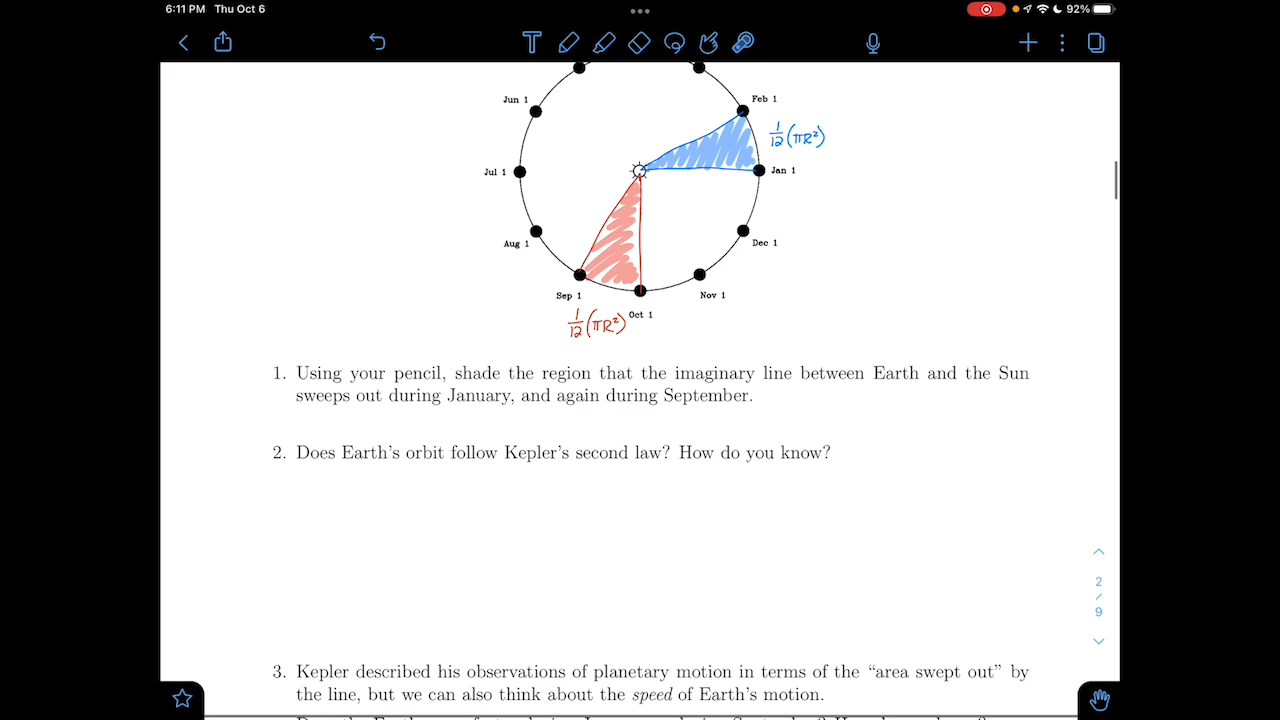 6:11 PM Thu Oct 6
92%
Jun 1
Feb 1
1/12 (πR²)
Jul 1
Jan 1
Aug 1
Dec 1
Sep 1
Nov 1
Oct 1
1/12 (πR²)
1. Using your pencil, shade the region that the imaginary line between Earth and the Sun
sweeps out during January, and again during September.
2. Does Earth's orbit follow Kepler's second law? How do you know?
2
/
9
3. Kepler described his observations of planetary motion in terms of the “area swept out” by
the line, but we can also think about the speed of Earth's motion.